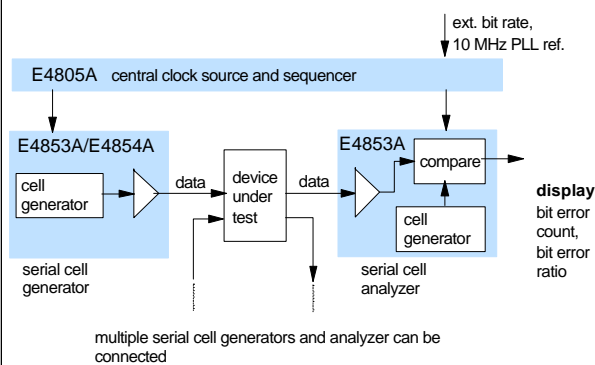 ext. bit rate,
10 MHz PLL ref.
E4805A central clock source and sequencer
E4853A/E4854A
cell
generator
data
serial cell
generator
device
under
test
data
E4853A
compare
cell
generator
serial cell
analyzer
display
bit error
count,
bit error
ratio
multiple serial cell generators and analyzer can be
connected